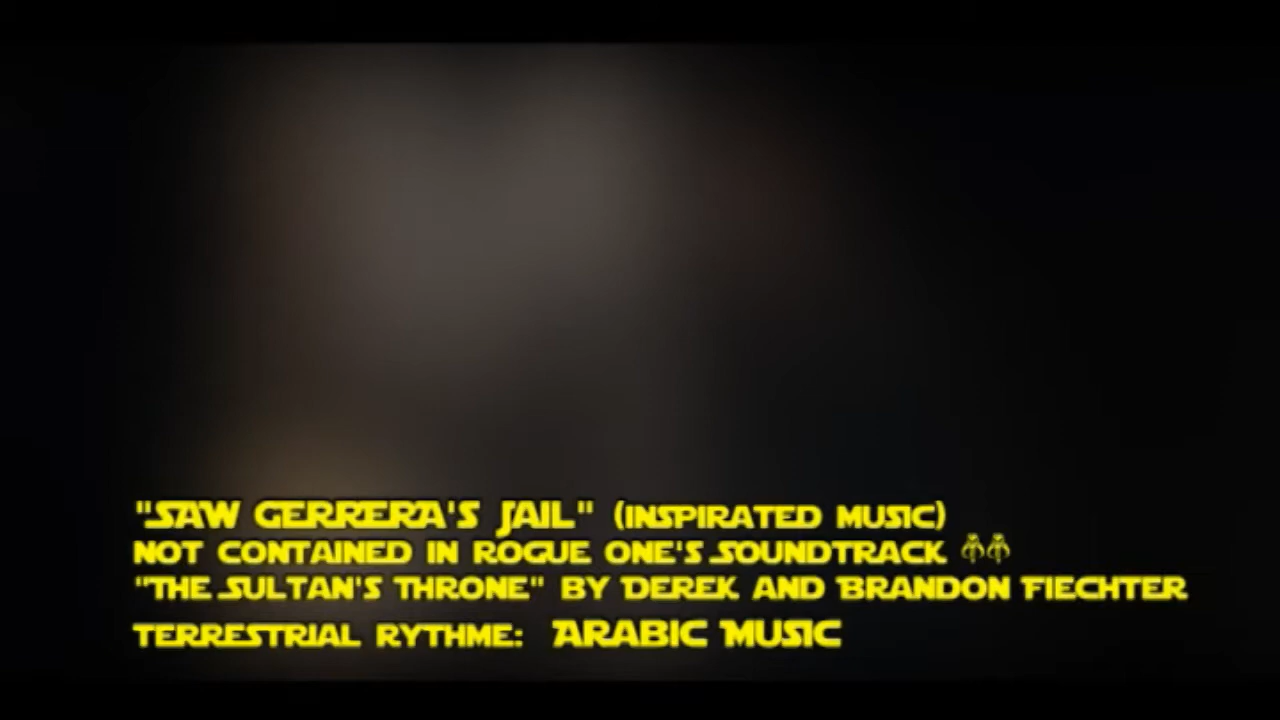 "Saw Gerrera's Jail" (inspirated music)
not contained in Rogue One's Soundtrack
"The Sultan's Throne" by Derek and Brandon Fiechter
terrestrial rythme: Arabic Music